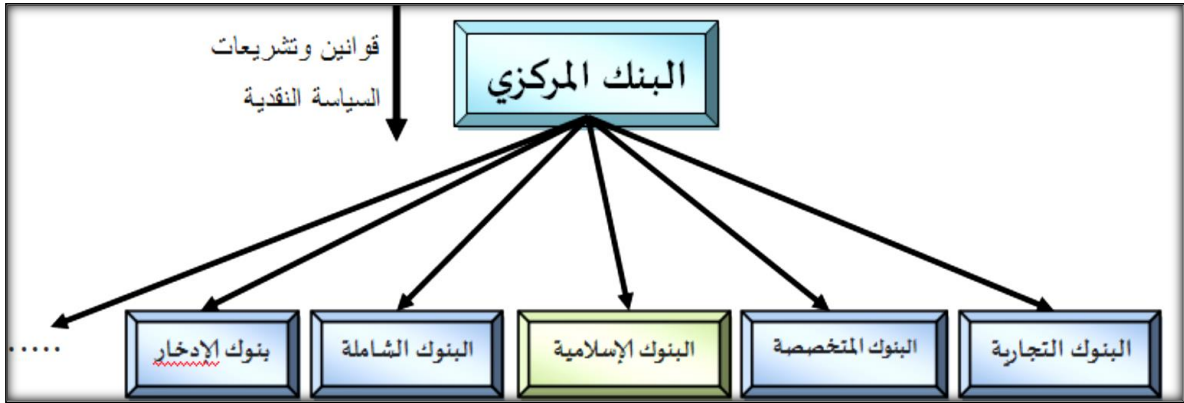 قوانين وتشريعات
السياسة النقدية
البنك المركزي
البنوك التجارية
البنوك المتخصصة
البنوك الإسلامية
البنوك الشاملة
بنوك الإدخار
.....